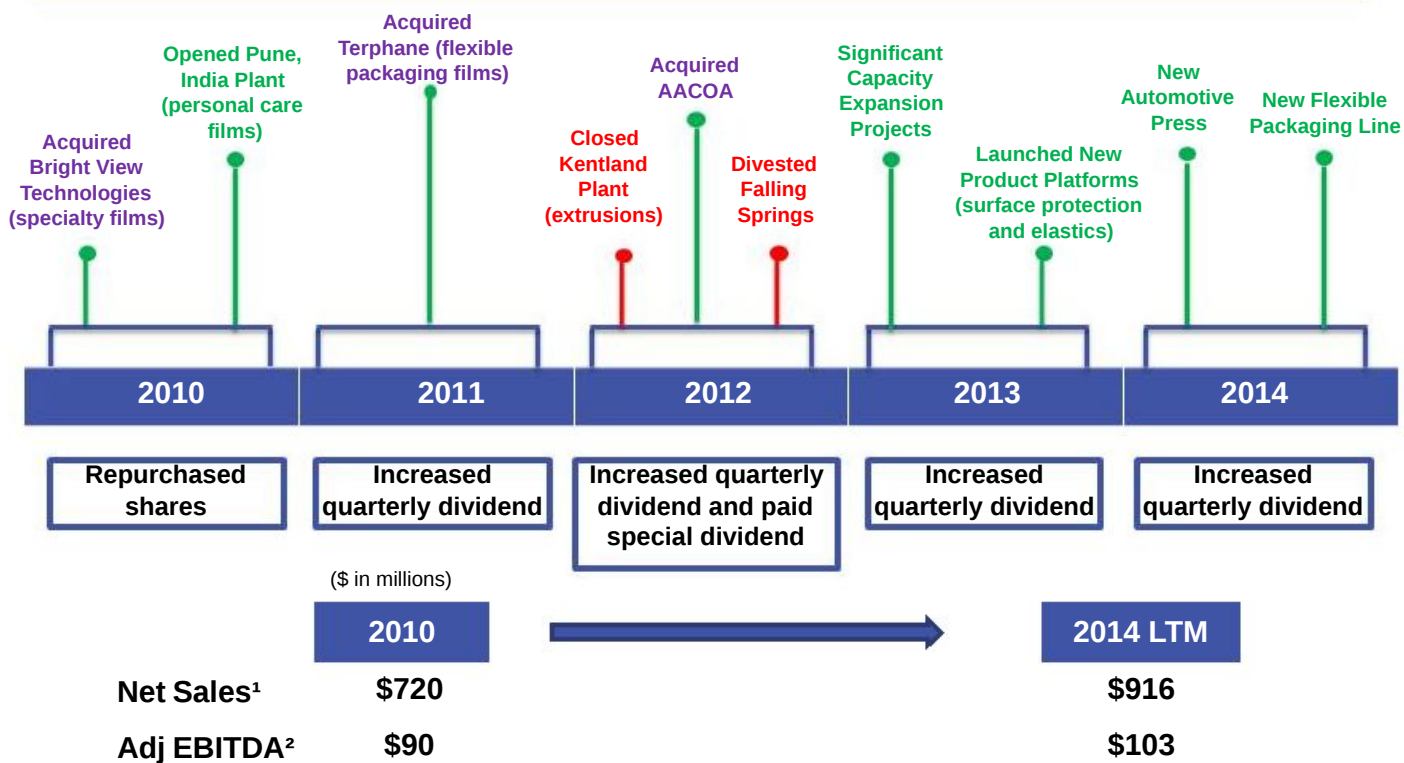 Acquired
Bright View
Technologies
(specialty films)
Opened Pune,
India Plant
(personal care
films)
Acquired
Terphane (flexible
packaging films)
Closed
Kentland
Plant
(extrusions)
Acquired
AACOA
Divested
Falling
Springs
Significant
Capacity
Expansion
Projects
Launched New
Product Platforms
(surface protection
and elastics)
New
Automotive
Press
New Flexible
Packaging Line
2010
2011
2012
2013
2014
Repurchased
shares
Increased
quarterly dividend
Increased quarterly
dividend and paid
special dividend
Increased
quarterly dividend
Increased
quarterly dividend
($ in millions)
2010
2014 LTM
Net Sales¹
$720
$916
Adj EBITDA²
$90
$103